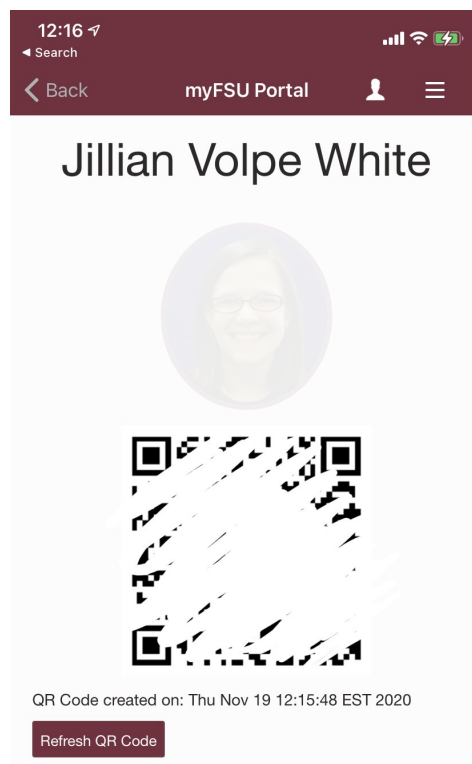 12:16
◀ Search
Back myFSU Portal
Jillian Volpe White
QR Code created on: Thu Nov 19 12:15:48 EST 2020
Refresh QR Code